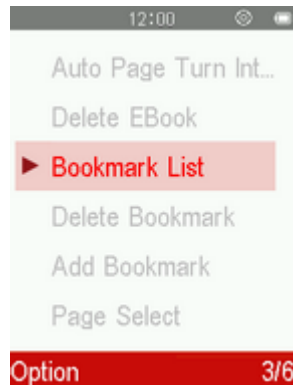 12:00
Auto Page Turn Int...
Delete EBook
Bookmark List
Delete Bookmark
Add Bookmark
Page Select
Option 3/6